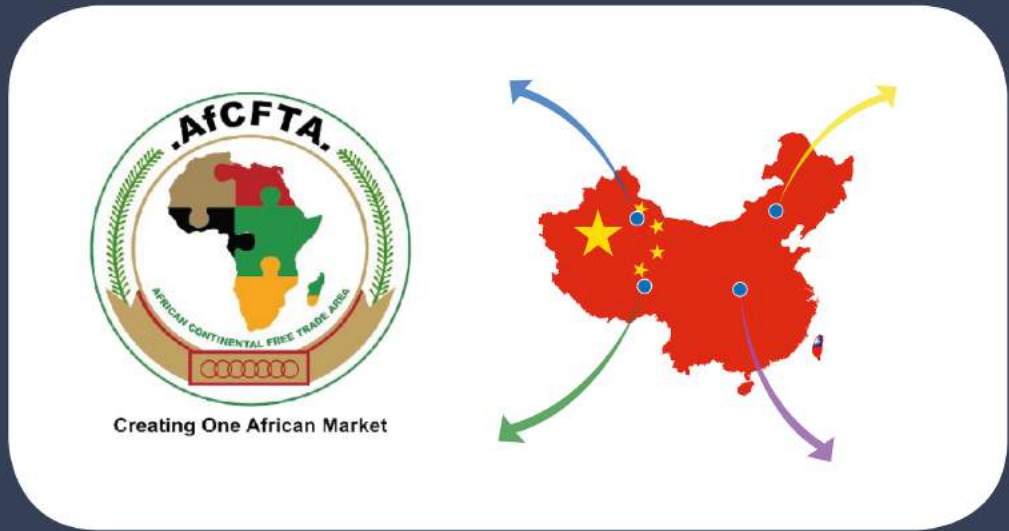 .AfCFTA.
AFRICAN CONTINENTAL FREE TRADE AREA
Creating One African Market